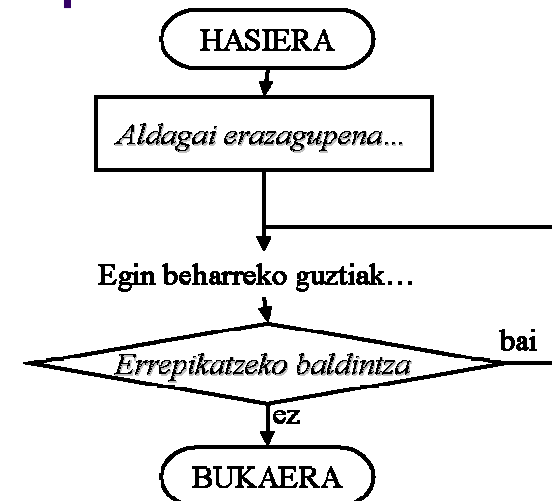 HASIERA
Aldagai erazagupena...
Egin beharreko guztiak…
Errepikatzeko baldintza
bai
ez
BUKAERA